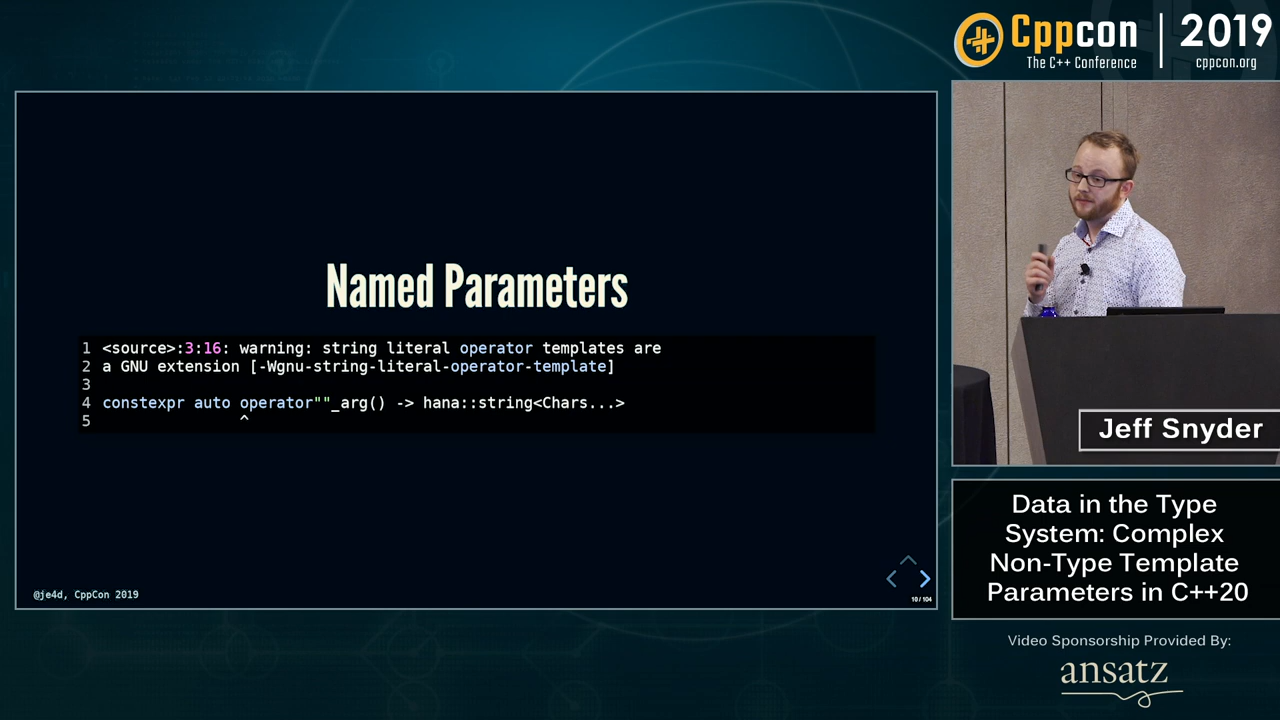 Cppcon
The C++ Conference
2019
cppcon.org
Named Parameters
1 <source>:3:16: warning: string literal operator templates are
2 a GNU extension [-Wgnu-string-literal-operator-template]
3
4 constexpr auto operator""_arg() -> hana::string<Chars...>
5 ^
@je4d, CppCon 2019
10 / 104
Jeff Snyder
Data in the Type
System: Complex
Non-Type Template
Parameters in C++20
Video Sponsorship Provided By:
ansatz